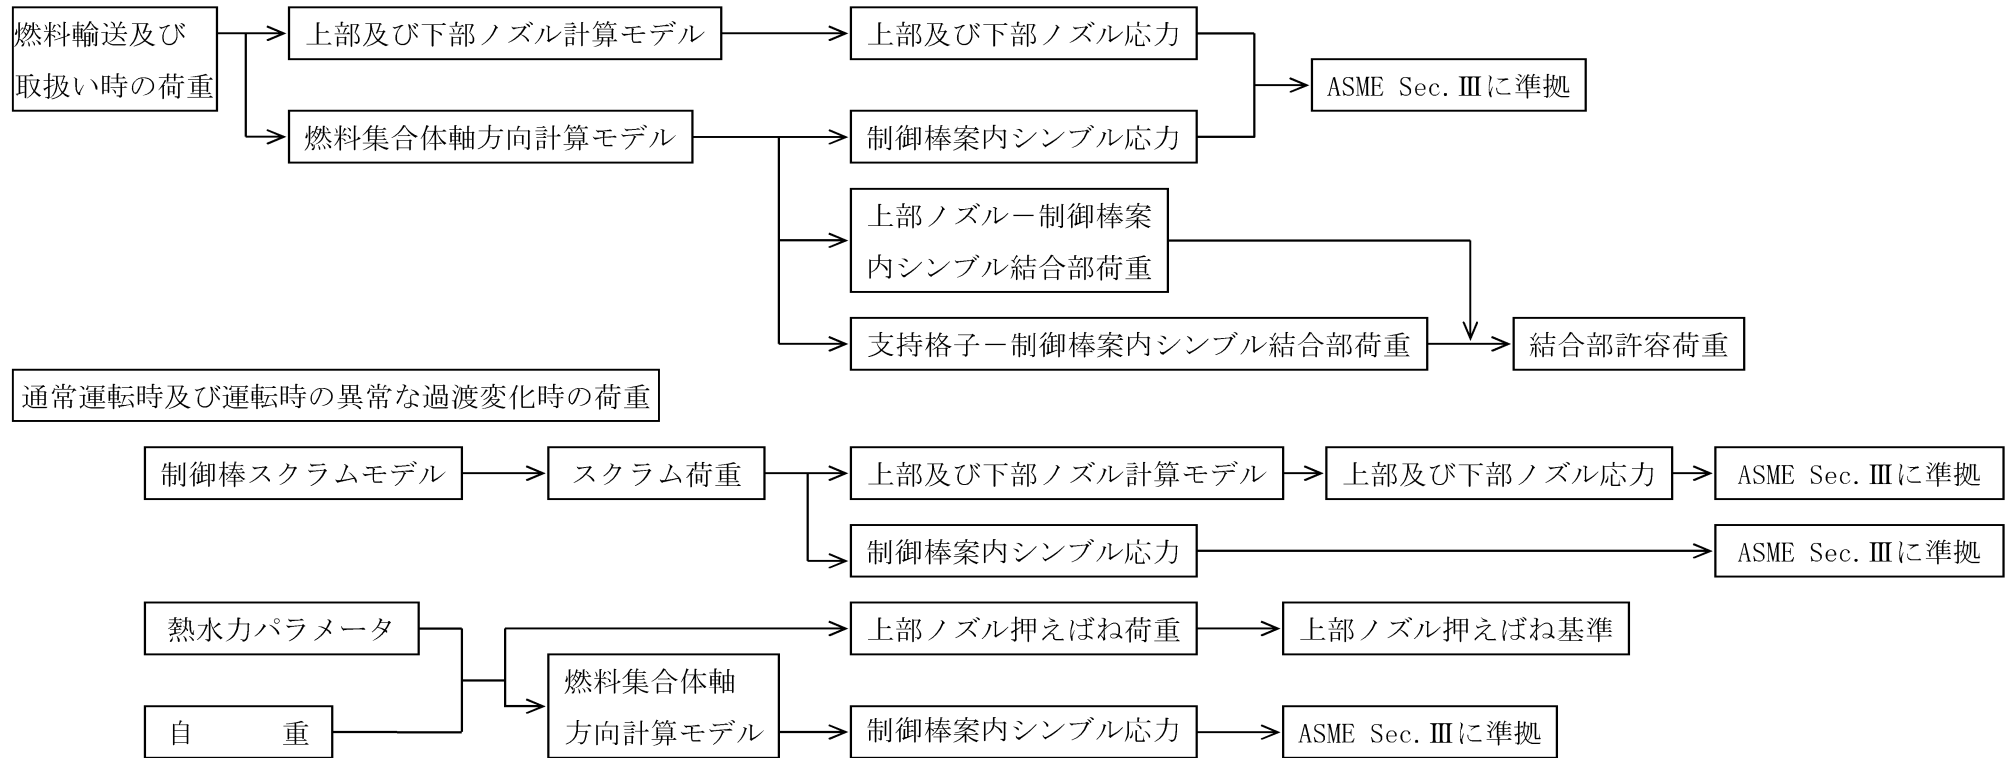 燃料輸送及び
取扱い時の荷重
上部及び下部ノズル計算モデル
上部及び下部ノズル応力
ASME Sec.Ⅲに準拠
燃料集合体軸方向計算モデル
制御棒案内シンブル応力
上部ノズル－制御棒案
内シンブル結合部荷重
支持格子－制御棒案内シンブル結合部荷重
結合部許容荷重
通常運転時及び運転時の異常な過渡変化時の荷重
制御棒スクラムモデル
スクラム荷重
上部及び下部ノズル計算モデル
上部及び下部ノズル応力
ASME Sec.Ⅲに準拠
制御棒案内シンブル応力
ASME Sec.Ⅲに準拠
熱水力パラメータ
上部ノズル押えばね荷重
上部ノズル押えばね基準
燃料集合体軸
方向計算モデル
自　　　重
制御棒案内シンブル応力
ASME Sec.Ⅲに準拠